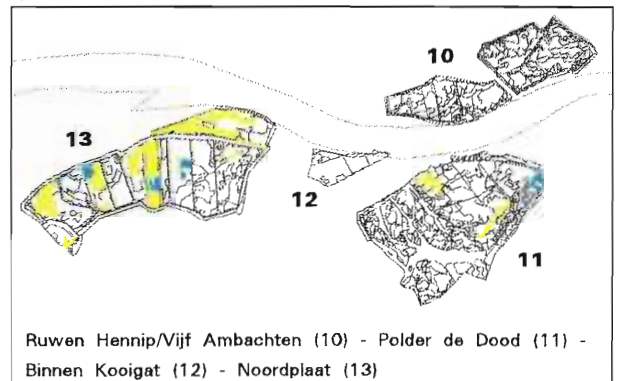 10
13
12
11
Ruwen Hennip/Vijf Ambachten (10) - Polder de Dood (11) -
Binnen Kooigat (12) - Noordplaat (13)